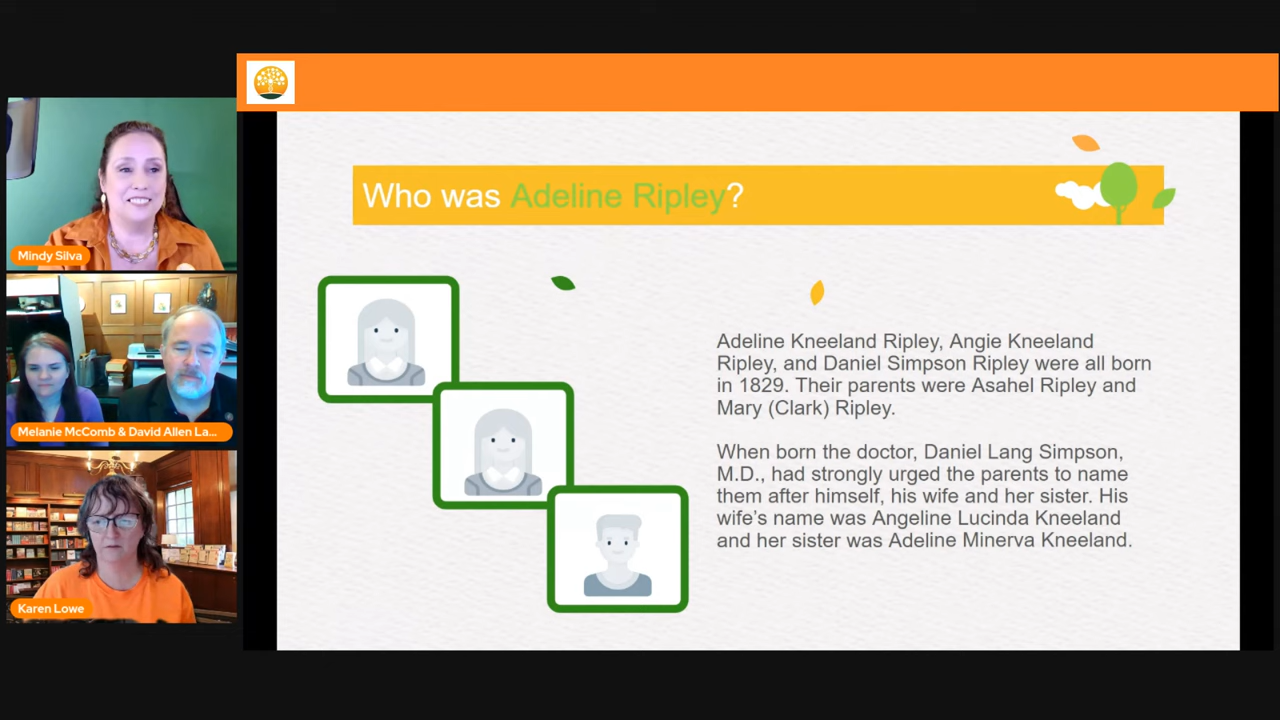 Who was Adeline Ripley?
Mindy Silva
Melanie McComb & David Allen La...
Karen Lowe
Adeline Kneeland Ripley, Angie Kneeland
Ripley, and Daniel Simpson Ripley were all born
in 1829. Their parents were Asahel Ripley and
Mary (Clark) Ripley.
When born the doctor, Daniel Lang Simpson,
M.D., had strongly urged the parents to name
them after himself, his wife and her sister. His
wife's name was Angeline Lucinda Kneeland
and her sister was Adeline Minerva Kneeland.